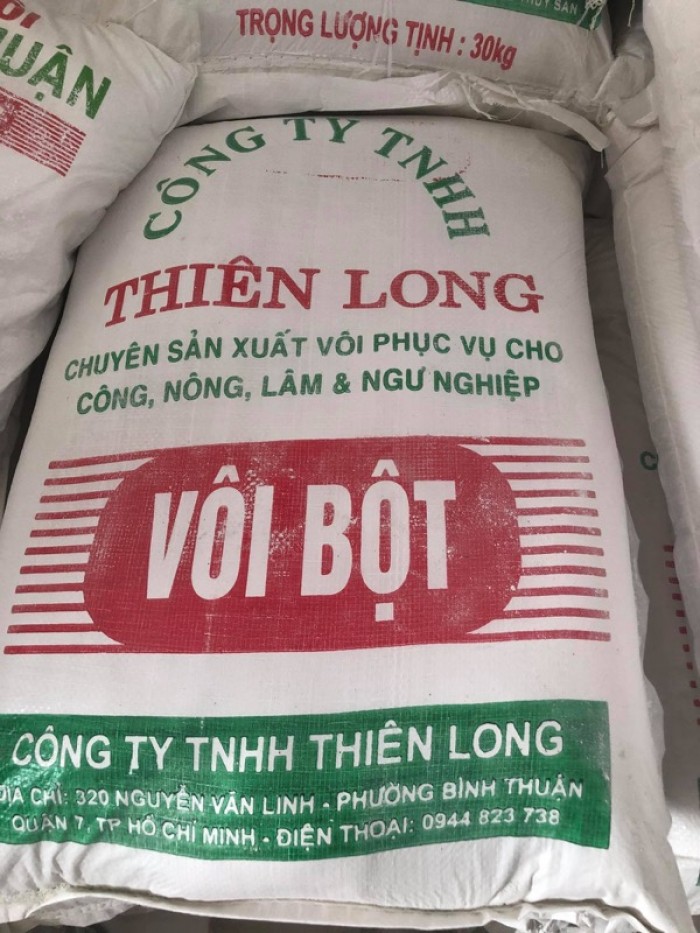 TRỌNG LƯỢNG TỊNH : 30kg
UẬN
CÔNG TY TNHH
THIÊN LONG
CHUYÊN SẢN XUẤT VÔI PHỤC VỤ CHO
CÔNG, NÔNG, LÂM & NGƯ NGHIỆP
VÔI BỘT
CÔNG TY TNHH THIÊN LONG
ĐỊA CHỈ: 320 NGUYỄN VĂN LINH - PHƯỜNG BÌNH THUẬN
QUẬN 7, TP HỒ CHÍ MINH - ĐIỆN THOẠI: 0944 823 738